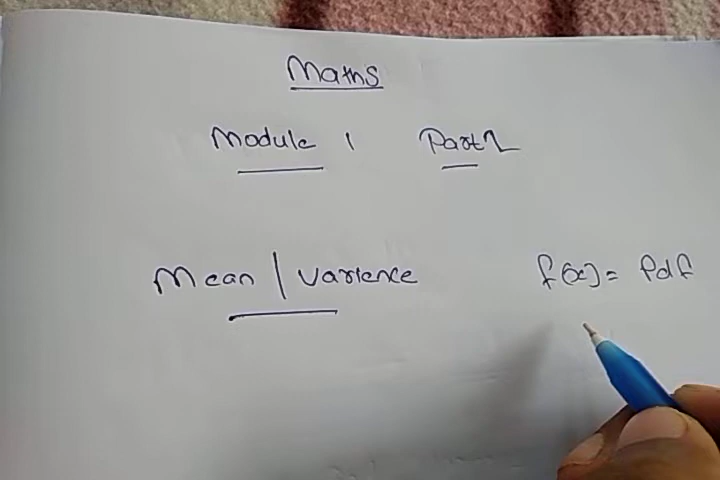 Maths
Module 1 Part 2
Mean / Varience f(x) = Pdf